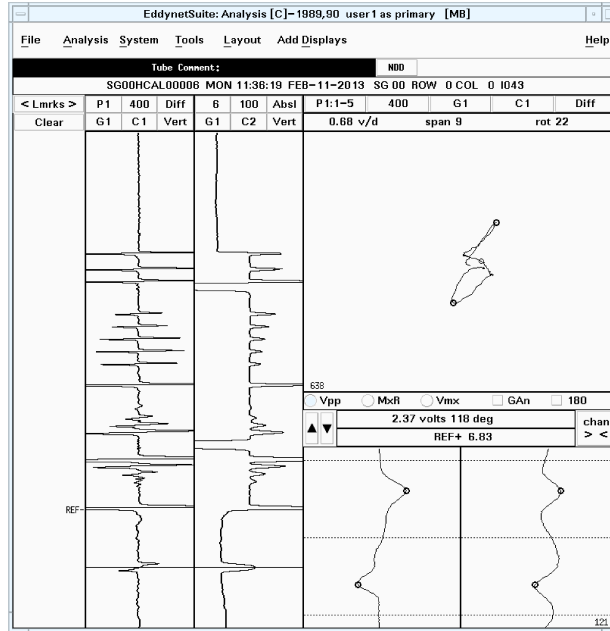 EddynetSuite: Analysis [C]-1989,90 user1 as primary [MB]
File Analysis System Tools Layout Add Displays Help
Tube Comment: NDD
SG00HCAL00006 MON 11:36:19 FEB-11-2013 SG 00 ROW 0 COL 0 I043
< Lmrks > P1 400 Diff 6 100 Absl P1:1-5 400 G1 C1 Diff
Clear G1 C1 Vert G1 C2 Vert 0.68 v/d span 9 rot 22
638
Vpp MxR Vmx GAn 180
2.37 volts 118 deg chan
REF+ 6.83 > <
REF-
121